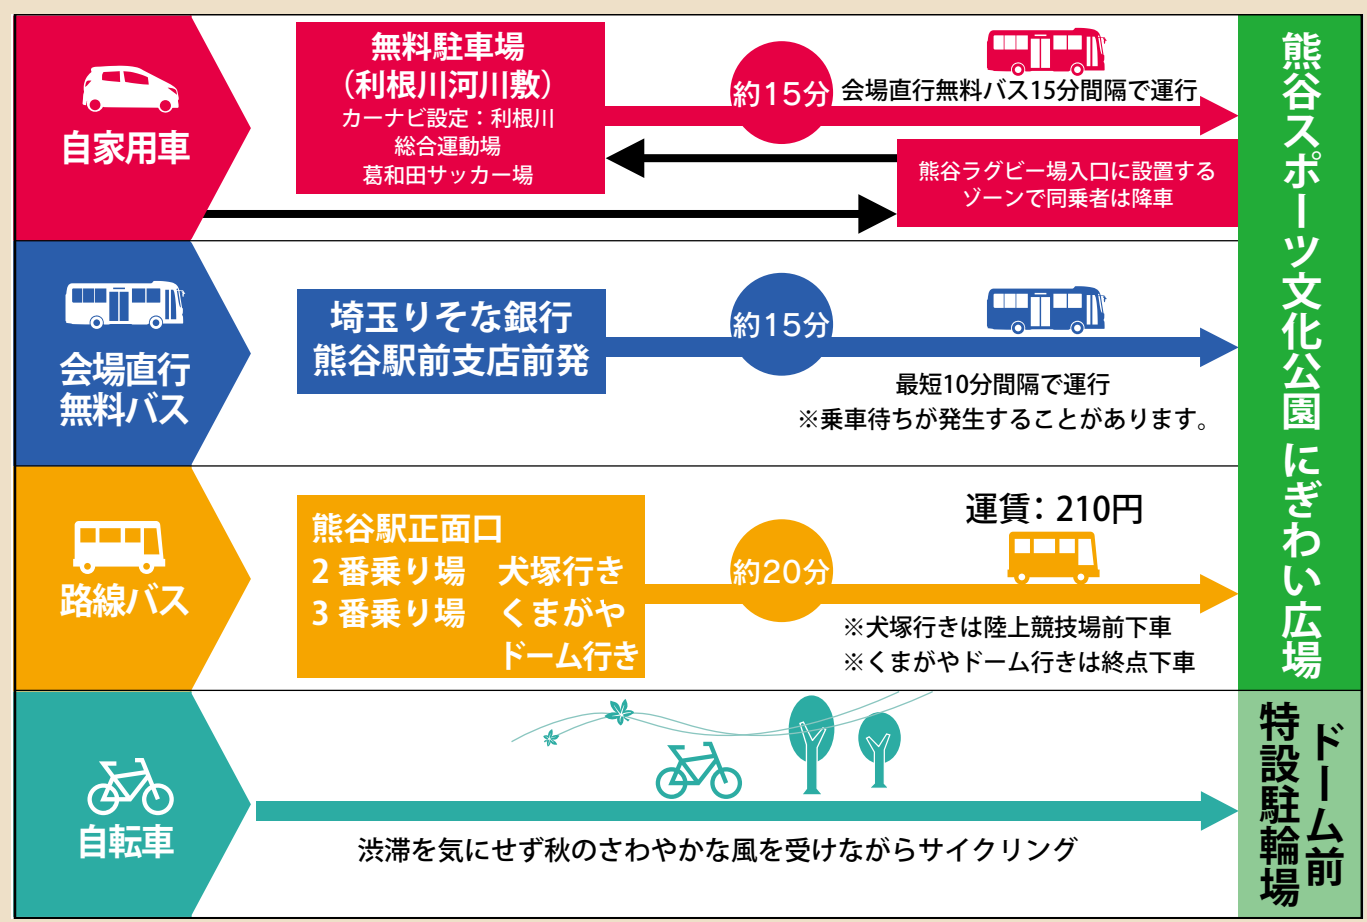 自家用車
無料駐車場
（利根川河川敷）
カーナビ設定：利根川
総合運動場
葛和田サッカー場
約15分
会場直行無料バス15分間隔で運行
熊谷ラグビー場入口に設置する
ゾーンで同乗者は降車
会場直行
無料バス
埼玉りそな銀行
熊谷駅前支店前発
約15分
最短10分間隔で運行
※乗車待ちが発生することがあります。
路線バス
熊谷駅正面口
2 番乗り場　犬塚行き
3 番乗り場　くまがや
ドーム行き
約20分
運賃：210円
※犬塚行きは陸上競技場前下車
※くまがやドーム行きは終点下車
熊谷スポーツ文化公園 にぎわい広場
自転車
渋滞を気にせず秋のさわやかな風を受けながらサイクリング
ドーム前
特設駐輪場